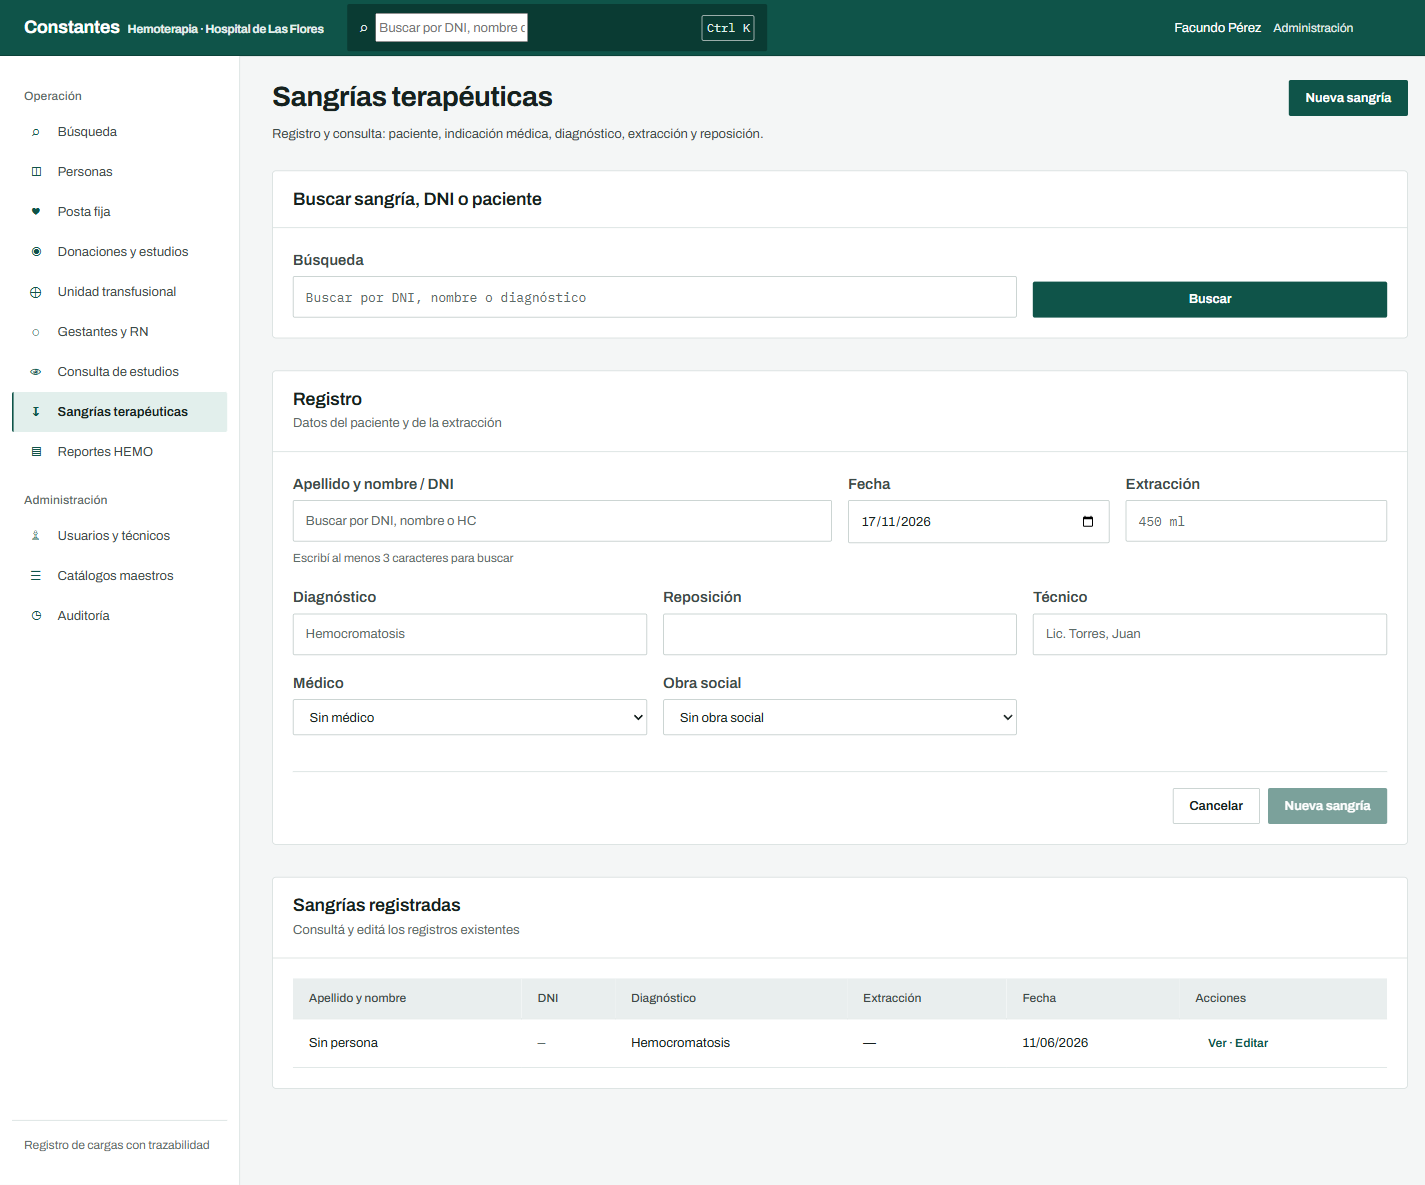 Constantes Hemoterapia · Hospital de Las Flores
Buscar por DNI, nombre
Ctrl K
Facundo Pérez Administración
Operación
Búsqueda
Personas
Posta fija
Donaciones y estudios
Unidad transfusional
Gestantes y RN
Consulta de estudios
Sangrías terapéuticas
Reportes HEMO
Administración
Usuarios y técnicos
Catálogos maestros
Auditoría
Registro de cargas con trazabilidad
Sangrías terapéuticas
Nueva sangría
Registro y consulta: paciente, indicación médica, diagnóstico, extracción y reposición.
Buscar sangría, DNI o paciente
Búsqueda
Buscar por DNI, nombre o diagnóstico
Buscar
Registro
Datos del paciente y de la extracción
Apellido y nombre / DNI Fecha Extracción
Buscar por DNI, nombre o HC 17/11/2026 450 ml
Escribí al menos 3 caracteres para buscar
Diagnóstico Reposición Técnico
Hemocromatosis Lic. Torres, Juan
Médico Obra social
Sin médico Sin obra social
Cancelar Nueva sangría
Sangrías registradas
Consultá y editá los registros existentes
Apellido y nombre DNI Diagnóstico Extracción Fecha Acciones
Sin persona – Hemocromatosis — 11/06/2026 Ver · Editar